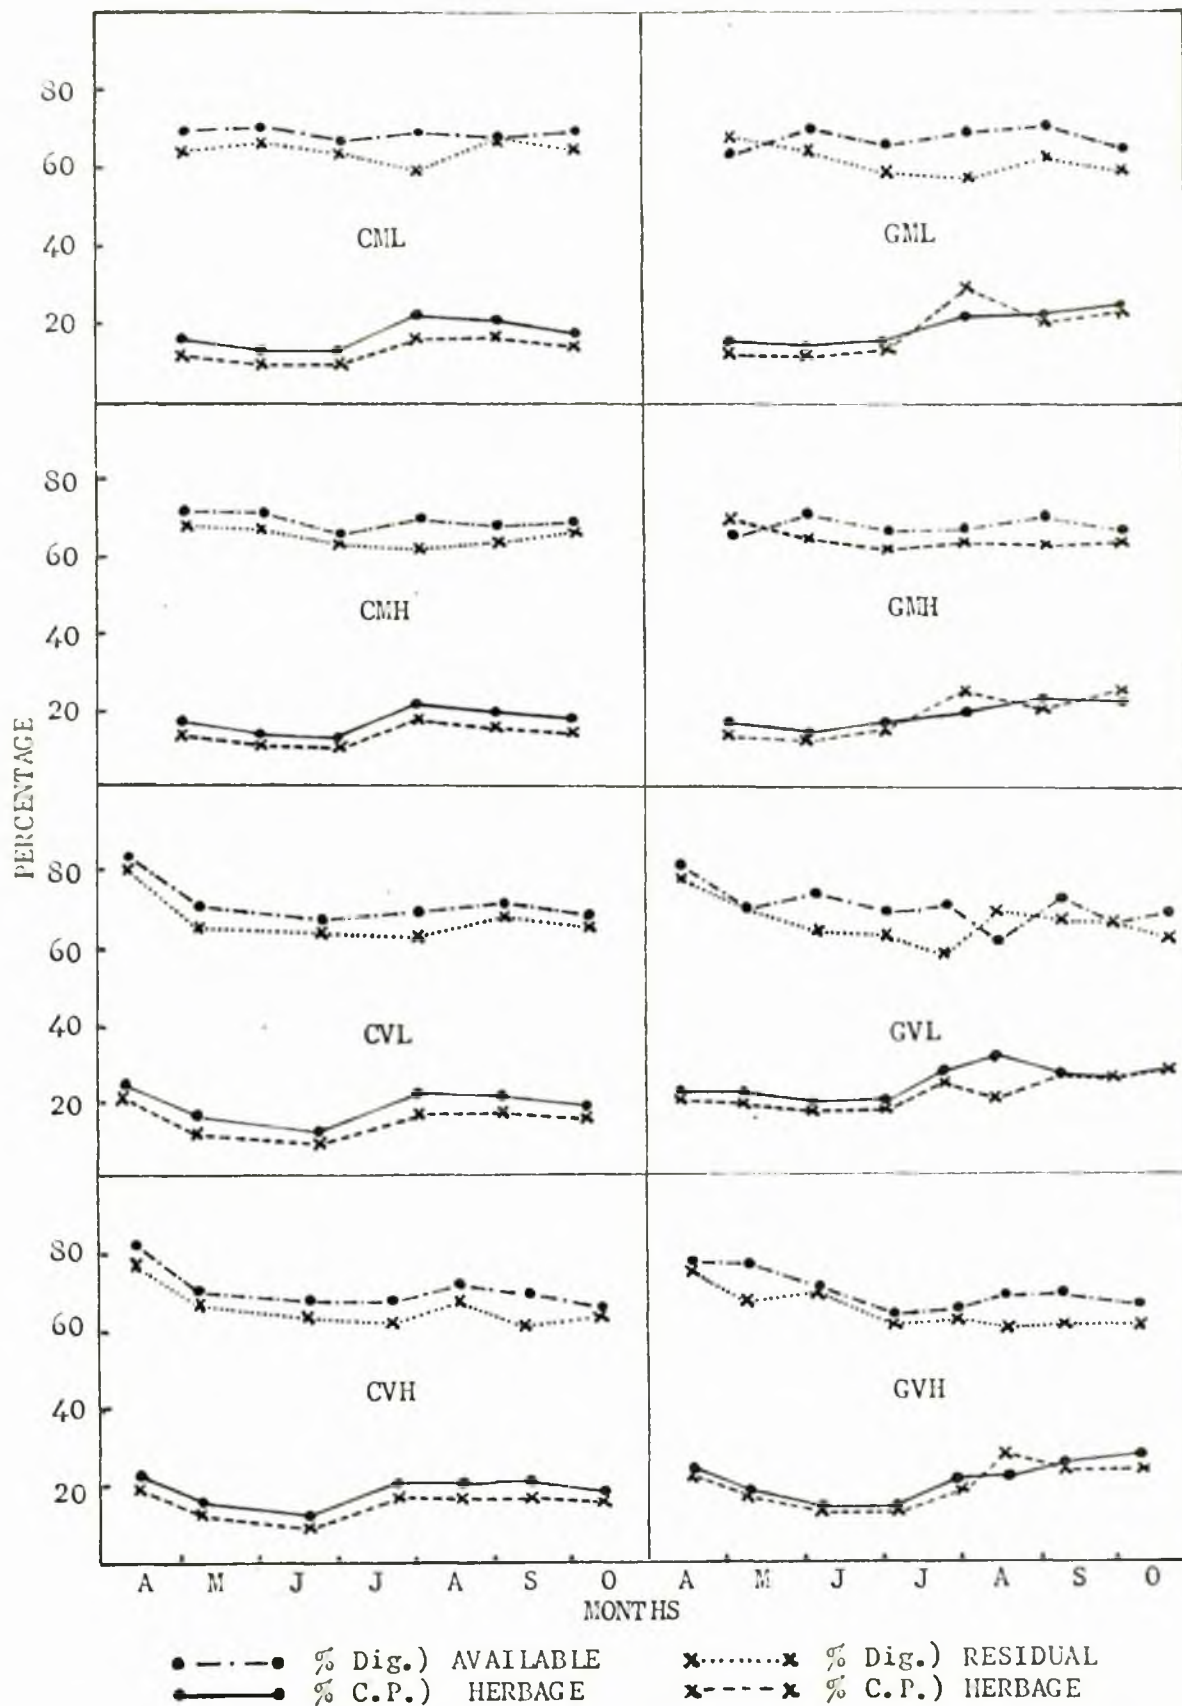 80
60
40
20
CML
GML
80
60
40
20
CMH
GMH
PERCENTAGE
80
60
40
20
CVL
GVL
80
60
40
20
CVH
GVH
A M J J A S O
A M J J A S O
MONTHS
% Dig.) AVAILABLE
% C.P.) HERBAGE
% Dig.) RESIDUAL
% C.P.) HERBAGE